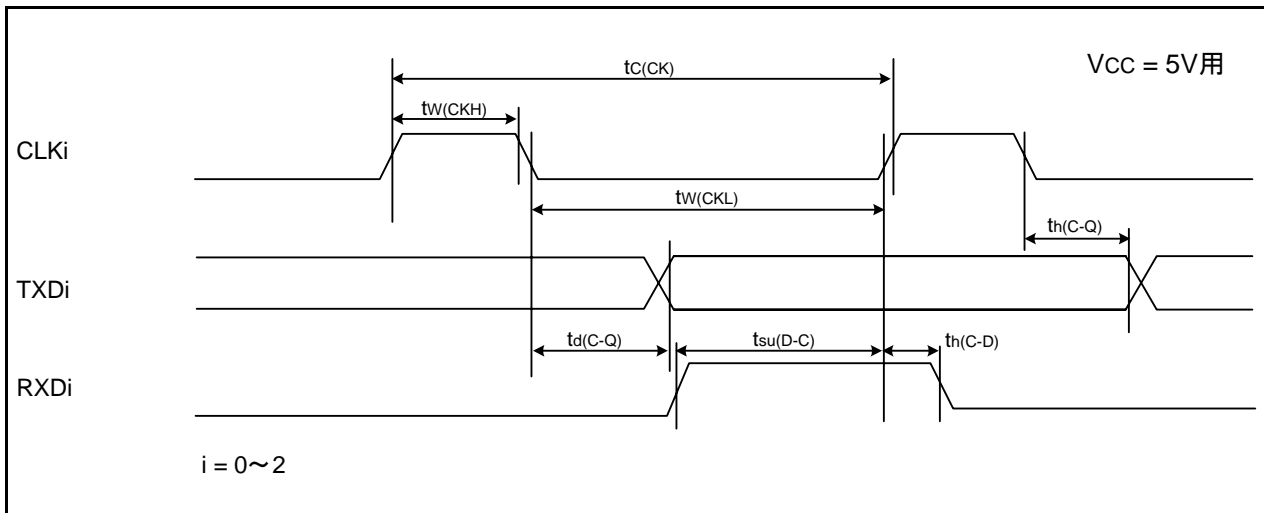 VCC = 5V用
tC(CK)
tW(CKH)
CLKi
tW(CKL)
th(C-Q)
TXDi
td(C-Q)
tsu(D-C)
th(C-D)
RXDi
i = 0～2